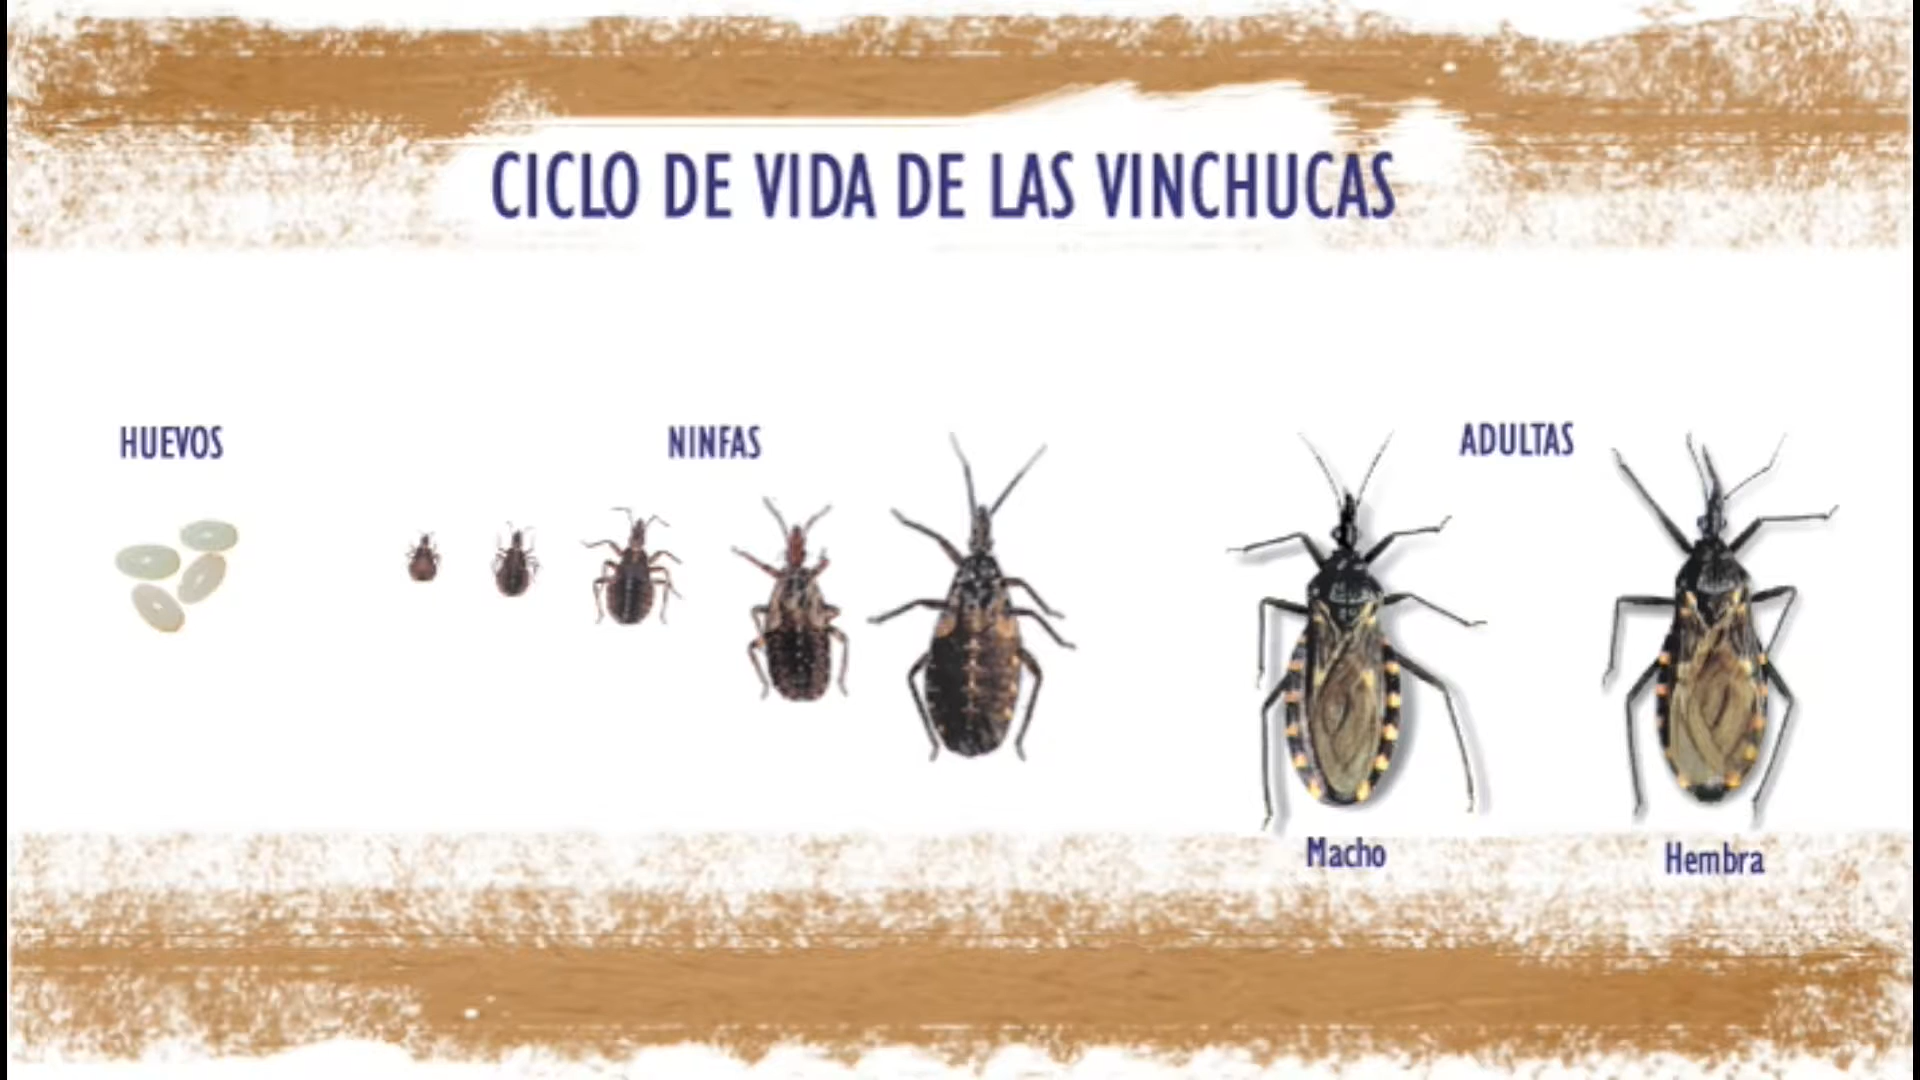 CICLO DE VIDA DE LAS VINCHUCAS
HUEVOS
NINFAS
ADULTAS
Macho
Hembra